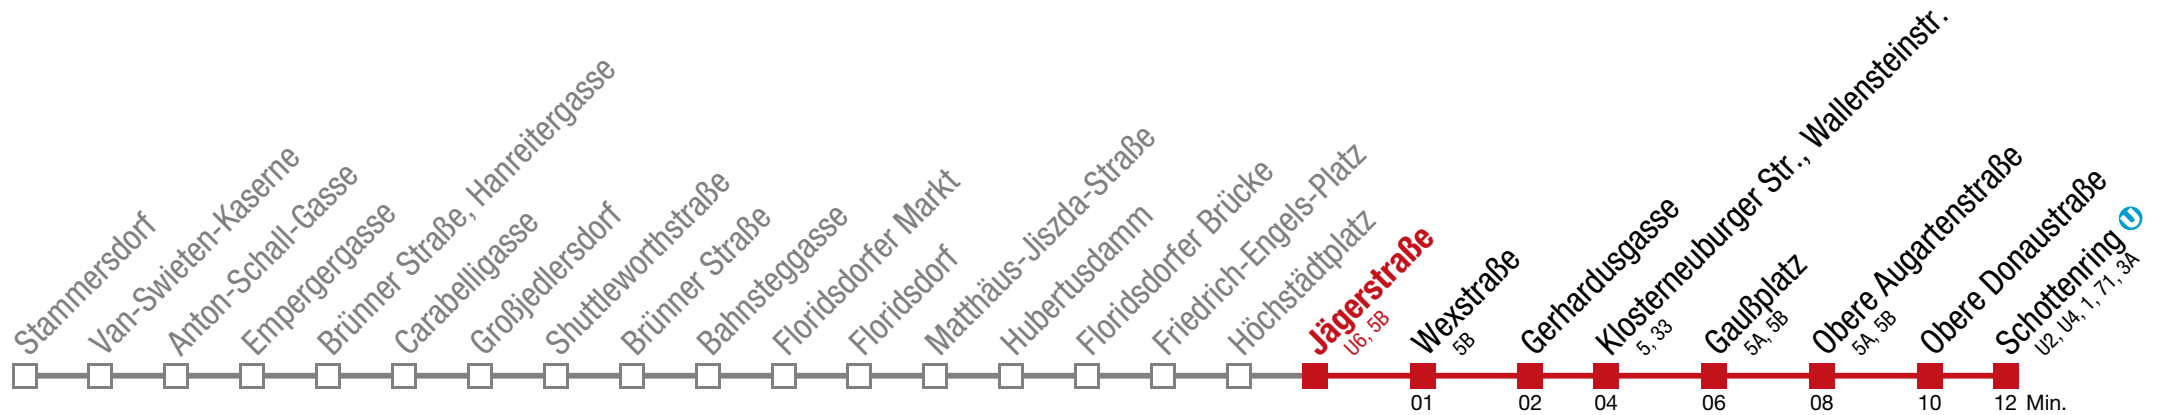 Stammersdorf
Van-Swieten-Kaserne
Anton-Schall-Gasse
Empergergasse
Brünner Straße, Hanreitergasse
Carabelligasse
Großjedlersdorf
Shuttleworthstraße
Brünner Straße
Bahnsteggasse
Floridsdorfer Markt
Floridsdorf
Matthäus-Jiszda-Straße
Hubertusdamm
Floridsdorfer Brücke
Friedrich-Engels-Platz
Höchstädtplatz
Jägerstraße
U6, 5B
Wexstraße
5B
Gerhardusgasse
Klosterneuburger Str., Wallensteinstr.
5, 33
Gaußplatz
5A, 5B
Obere Augartenstraße
5A, 5B
Obere Donaustraße
Schottenring U
U2, U4, 1, 71, 3A
01 02 04 06 08 10 12 Min.